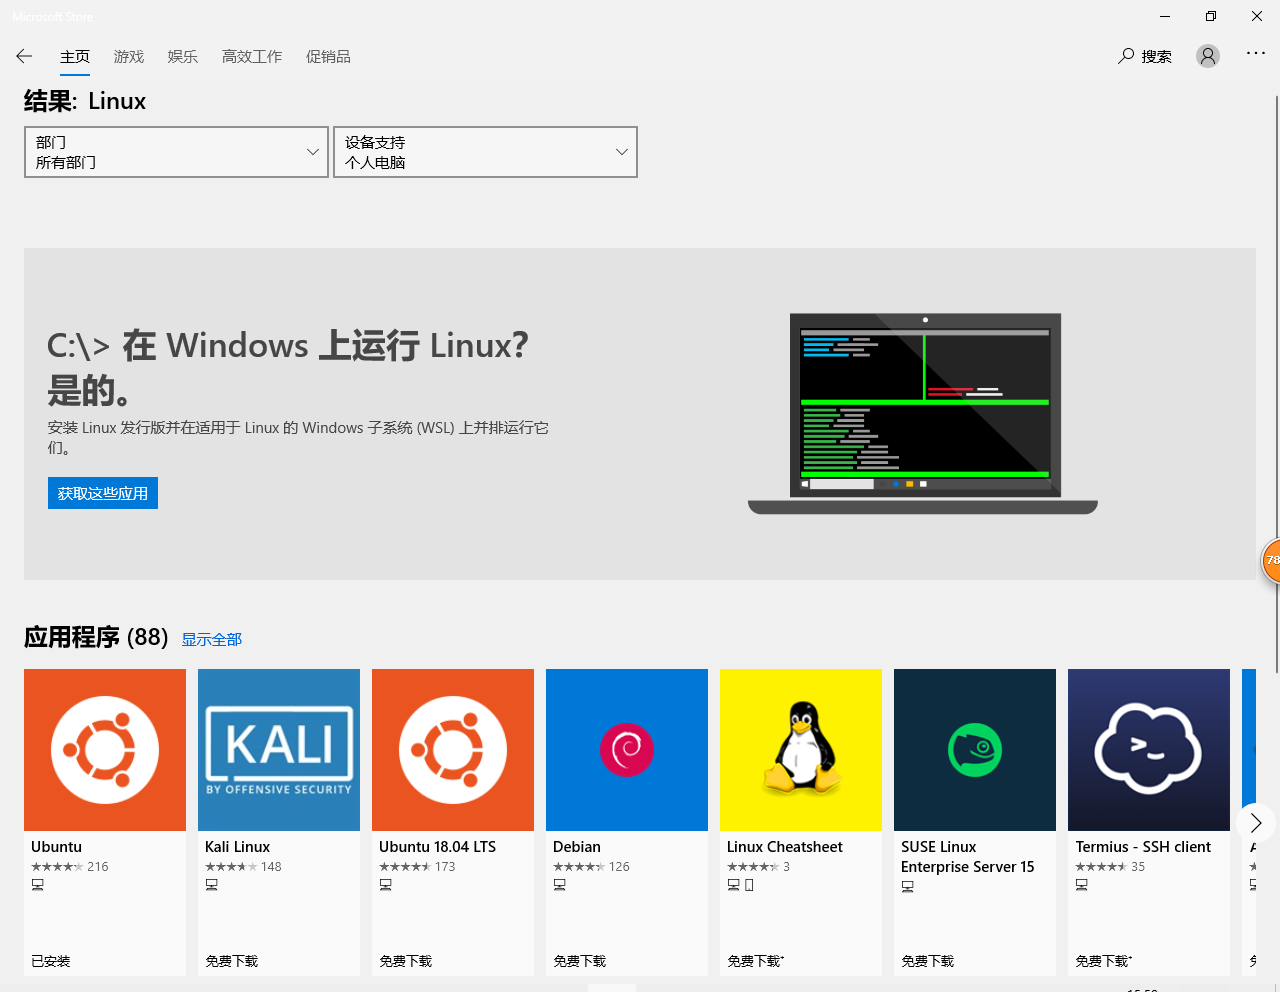 Microsoft Store
主页 游戏 娱乐 高效工作 促销品 搜索
结果: Linux
部门
所有部门
设备支持
个人电脑
C:\> 在 Windows 上运行 Linux?
是的。
安装 Linux 发行版并在适用于 Linux 的 Windows 子系统 (WSL) 上并排运行它
们。
获取这些应用
78
应用程序 (88) 显示全部
KALI
BY OFFENSIVE SECURITY
Ubuntu
216
已安装
Kali Linux
148
免费下载
Ubuntu 18.04 LTS
173
免费下载
Debian
126
免费下载
Linux Cheatsheet
3
免费下载+
SUSE Linux
Enterprise Server 15
免费下载
>_
Termius - SSH client
35
免费下载+